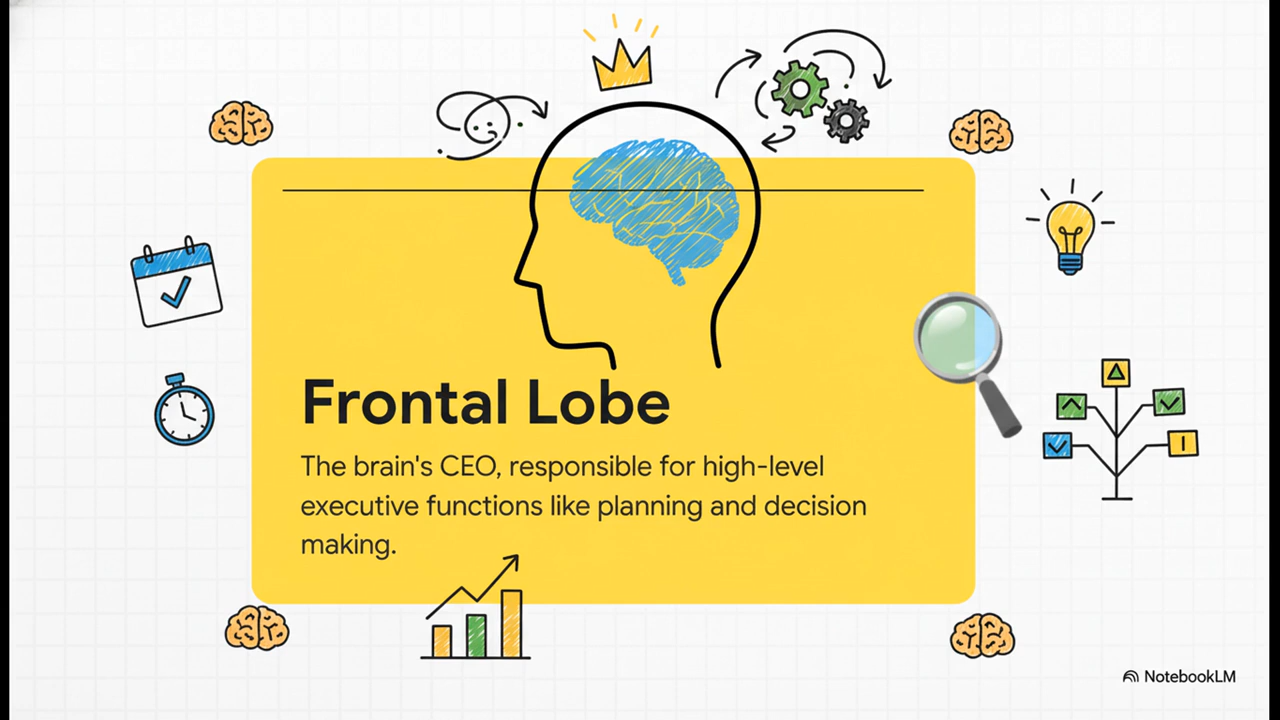 Frontal Lobe
The brain's CEO, responsible for high-level
executive functions like planning and decision
making.
NotebookLM